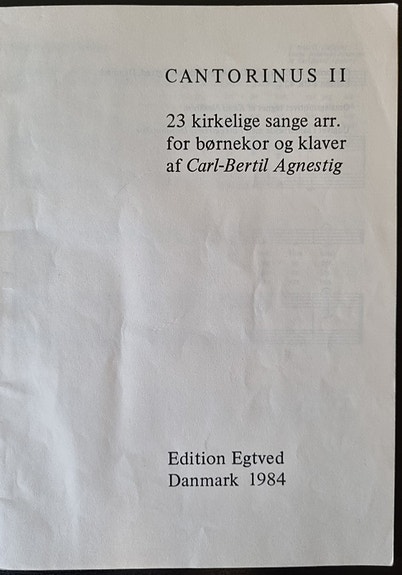 CANTORINUS II
23 kirkelige sange arr.
for børnekor og klaver
af Carl-Bertil Agnestig
Edition Egtved
Danmark 1984